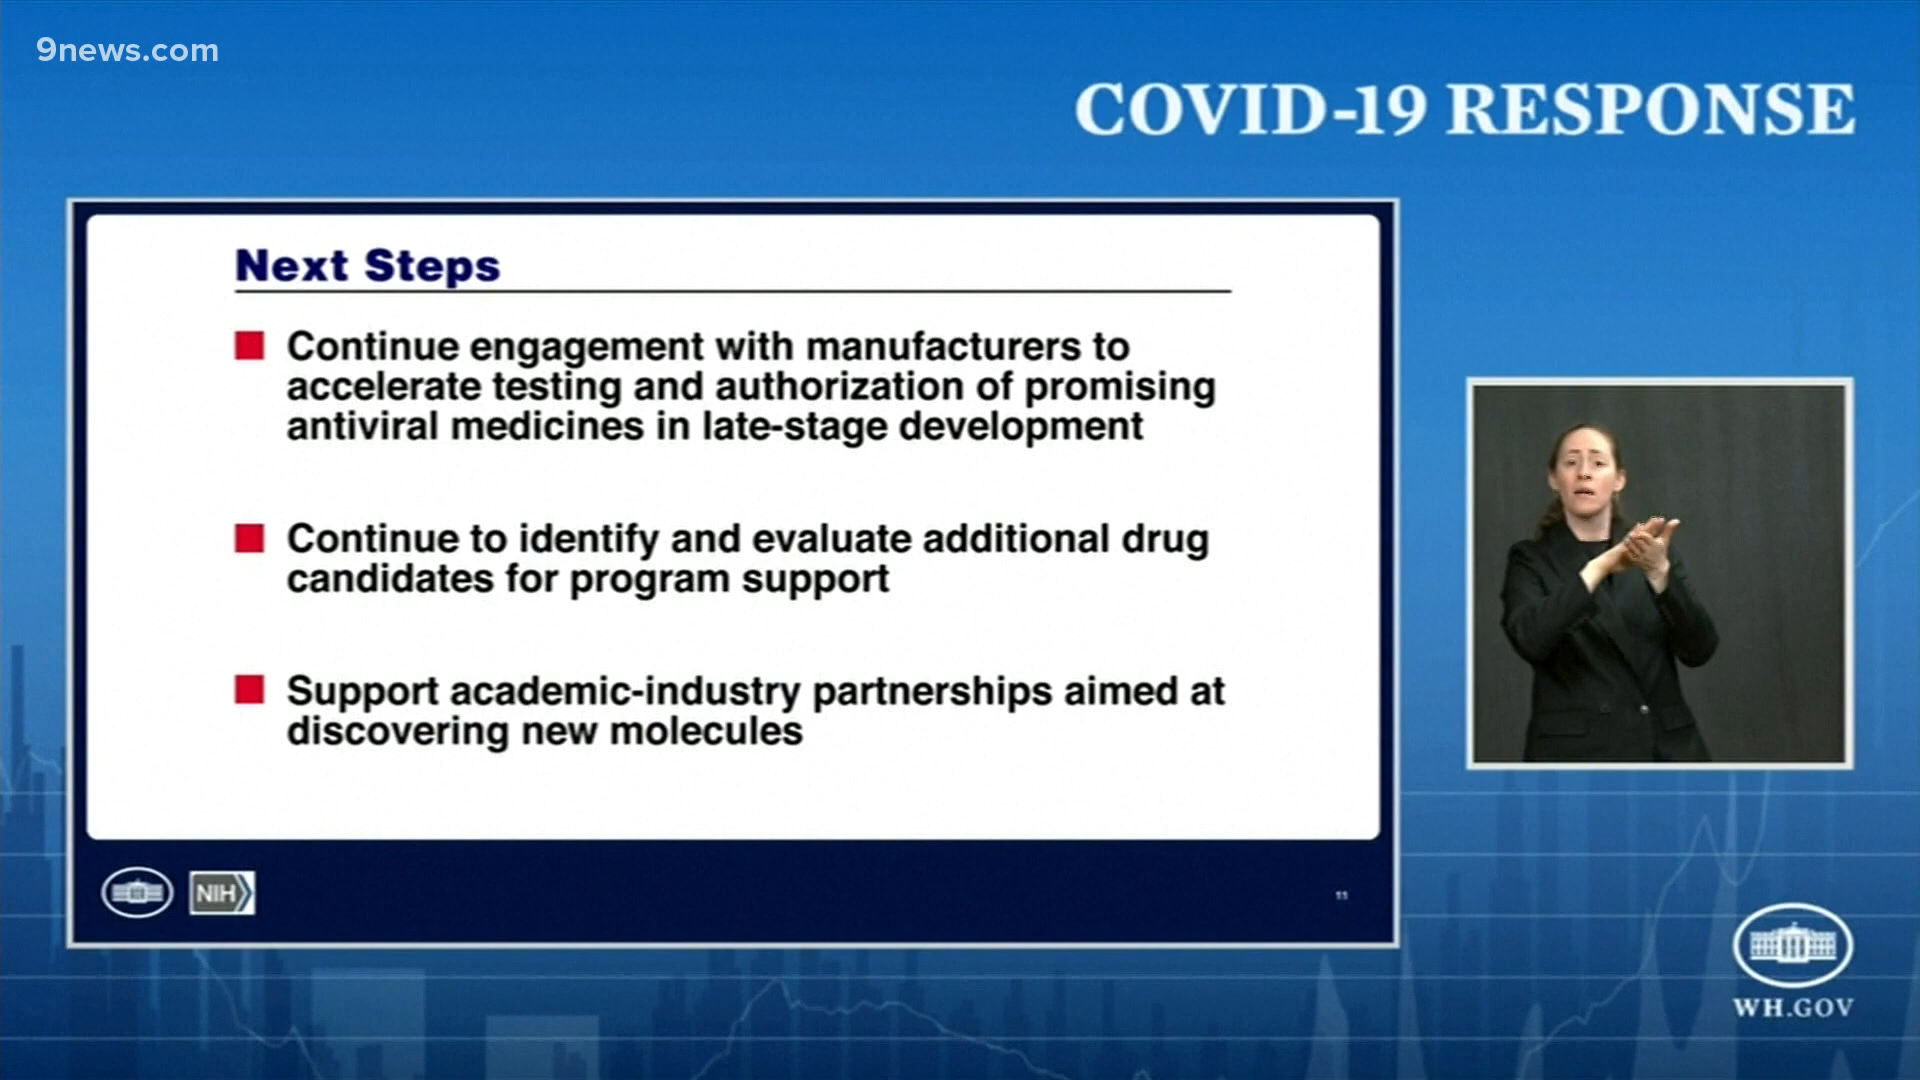 9news.com
COVID-19 RESPONSE
Next Steps
Continue engagement with manufacturers to
accelerate testing and authorization of promising
antiviral medicines in late-stage development
Continue to identify and evaluate additional drug
candidates for program support
Support academic-industry partnerships aimed at
discovering new molecules
NIH
11
WH.GOV